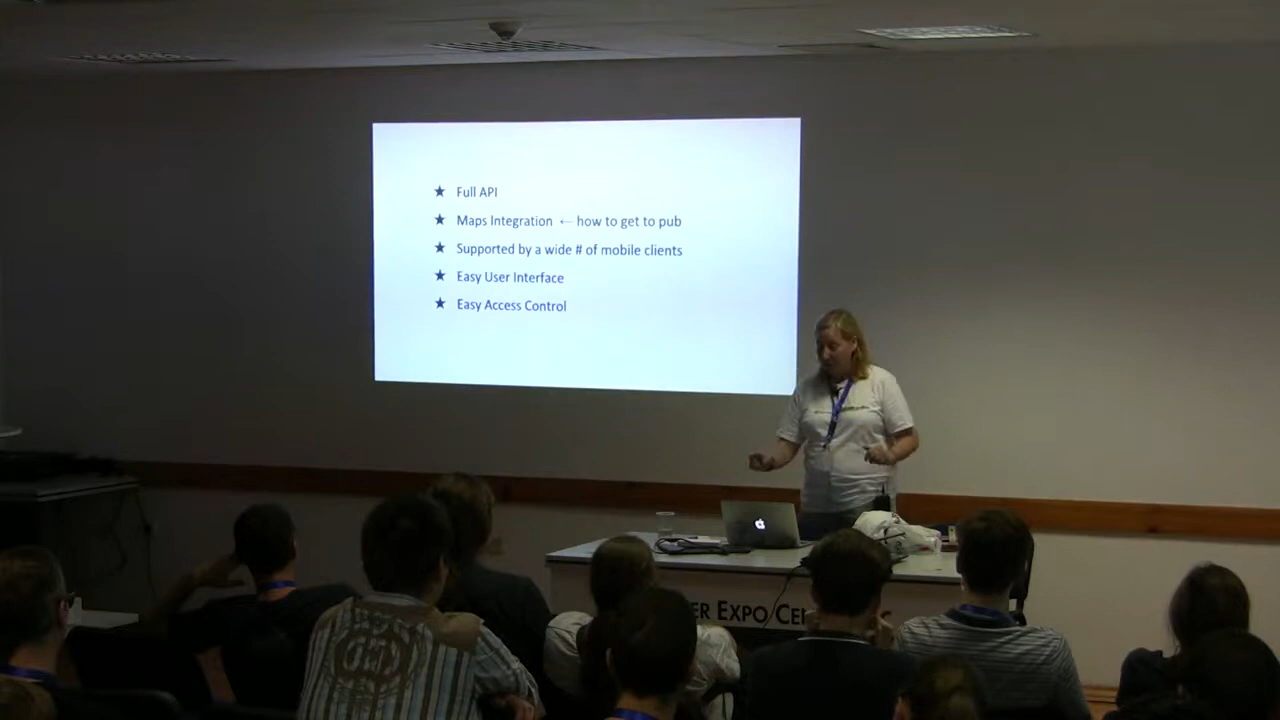 ★ Full API
★ Maps Integration ← how to get to pub
★ Supported by a wide # of mobile clients
★ Easy User Interface
★ Easy Access Control
ER EXPO CE